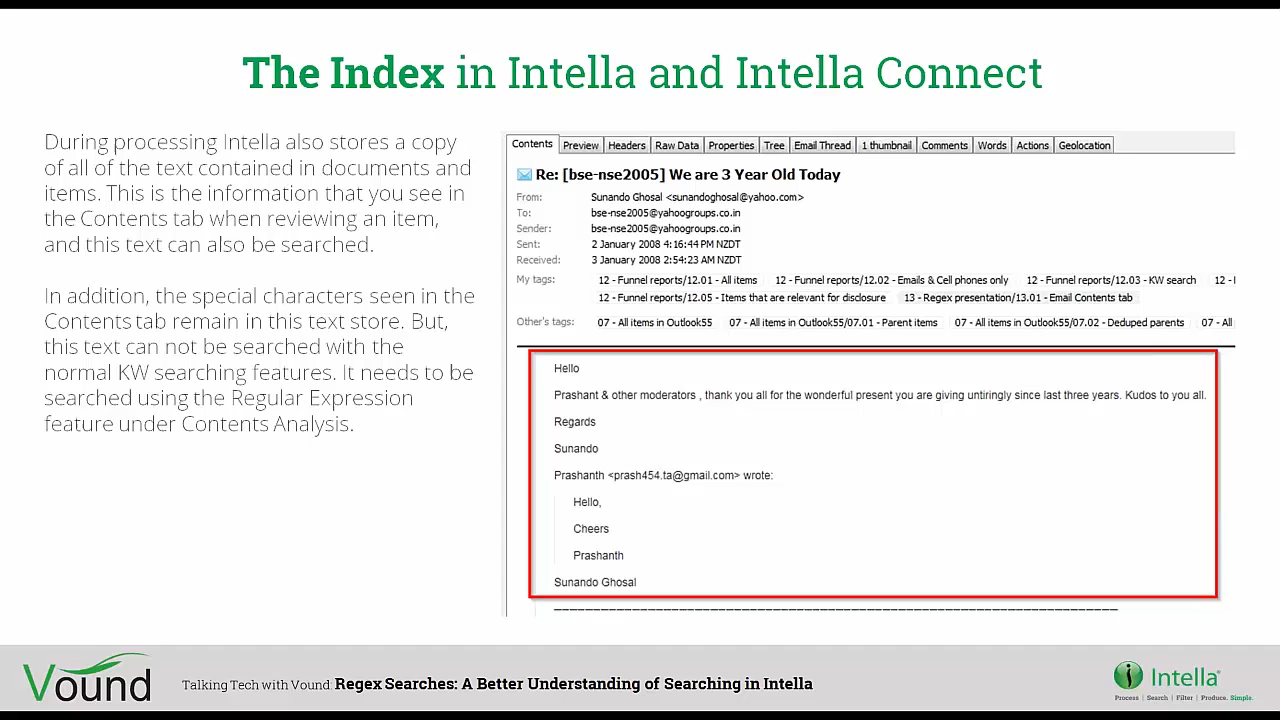 The Index in Intella and Intella Connect
During processing Intella also stores a copy
of all of the text contained in documents and
items. This is the information that you see in
the Contents tab when reviewing an item,
and this text can also be searched.
In addition, the special characters seen in the
Contents tab remain in this text store. But,
this text can not be searched with the
normal KW searching features. It needs to be
searched using the Regular Expression
feature under Contents Analysis.
Contents Preview Headers Raw Data Properties Tree Email Thread 1 thumbnail Comments Words Actions Geolocation
Re: [bse-nse2005] We are 3 Year Old Today
From: Sunando Ghosal <sunandoghosal@yahoo.com>
To: bse-nse2005@yahoogroups.co.in
Sender: bse-nse2005@yahoogroups.co.in
Sent: 2 January 2008 4:16:44 PM NZDT
Received: 3 January 2008 2:54:23 AM NZDT
My tags: 12 - Funnel reports/12.01 - All items 12 - Funnel reports/12.02 - Emails & Cell phones only 12 - Funnel reports/12.03 - KW search 12 -
12 - Funnel reports/12.05 - Items that are relevant for disclosure 13 - Regex presentation/13.01 - Email Contents tab
Other's tags: 07 - All items in Outlook55 07 - All items in Outlook55/07.01 - Parent items 07 - All items in Outlook55/07.02 - Deduped parents 07 - All
Hello
Prashant & other moderators , thank you all for the wonderful present you are giving untiringly since last three years. Kudos to you all.
Regards
Sunando
Prashanth <prash454.ta@gmail.com> wrote:
Hello,
Cheers
Prashanth
Sunando Ghosal
Vound
Talking Tech with Vound: Regex Searches: A Better Understanding of Searching in Intella
Intella®
Process | Search | Filter | Produce. Simple.